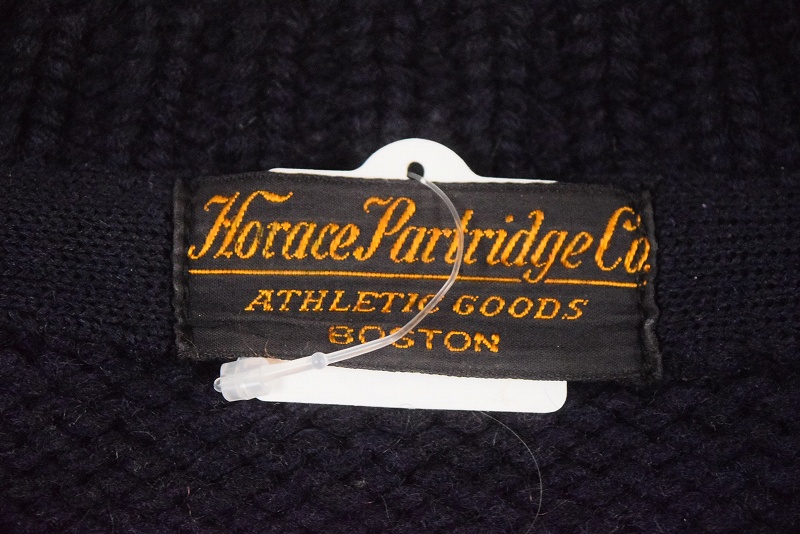 Horace Partridge Co.
ATHLETIC GOODS
BOSTON